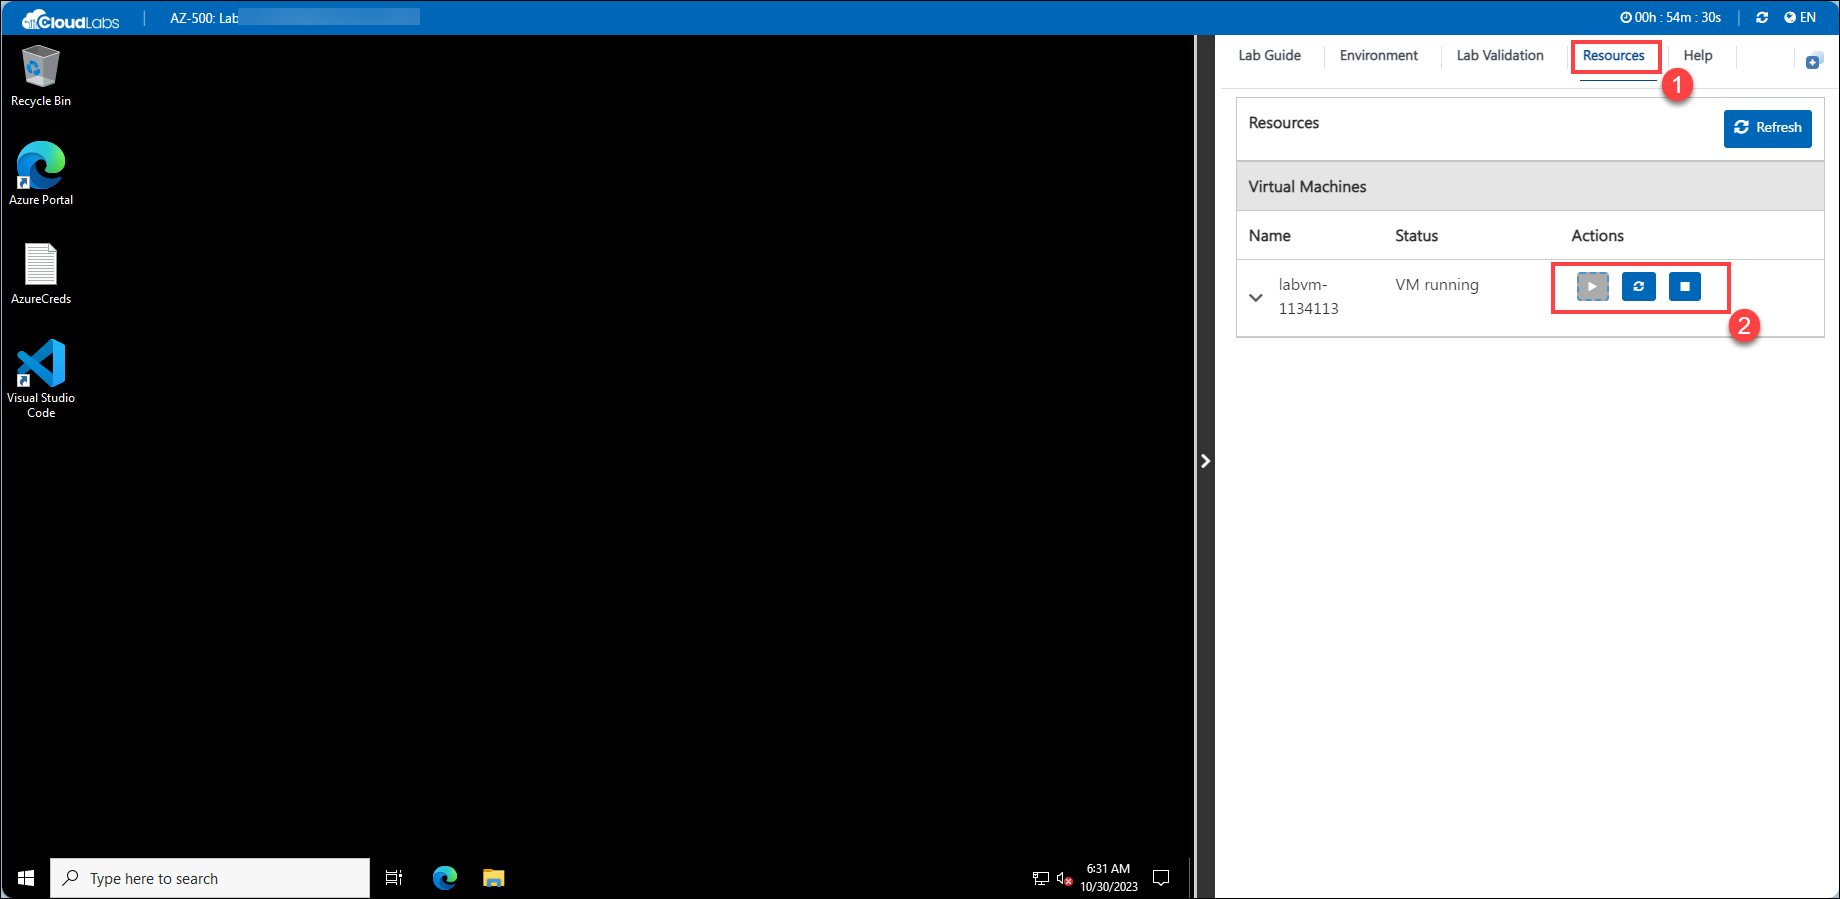 CloudLabs
AZ-500: Lab
00h : 54m : 30s
EN
Recycle Bin
Azure Portal
AzureCreds
Visual Studio
Code
Lab Guide
Environment
Lab Validation
Resources
Help
1
Resources
Refresh
Virtual Machines
Name
Status
Actions
labvm-
1134113
VM running
2
Type here to search
6:31 AM
10/30/2023